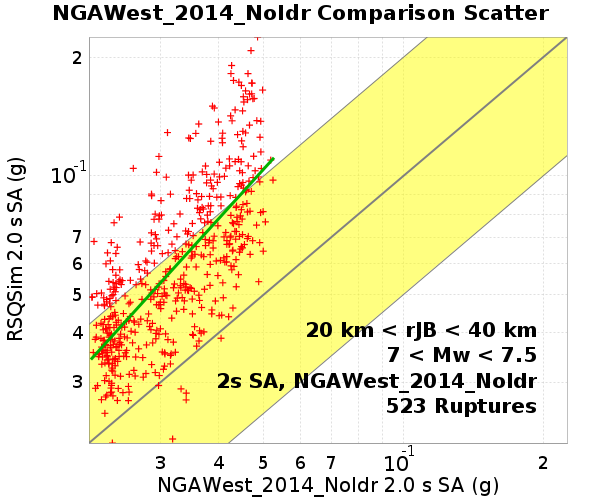 NGAWest_2014_NoIdr Comparison Scatter
RSQSim 2.0 s SA (g)
2
10⁻¹
7
6
5
4
3
20 km < rJB < 40 km
7 < Mw < 7.5
2s SA, NGAWest_2014_NoIdr
523 Ruptures
3 4 5 6 7 10⁻¹ 2
NGAWest_2014_NoIdr 2.0 s SA (g)